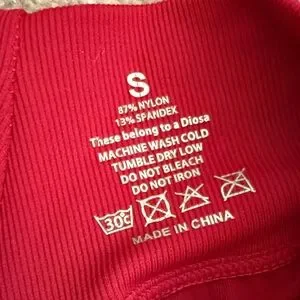 S
87% NYLON
13% SPANDEX
These belong to a Diosa
MACHINE WASH COLD
TUMBLE DRY LOW
DO NOT BLEACH
DO NOT IRON
30c
MADE IN CHINA